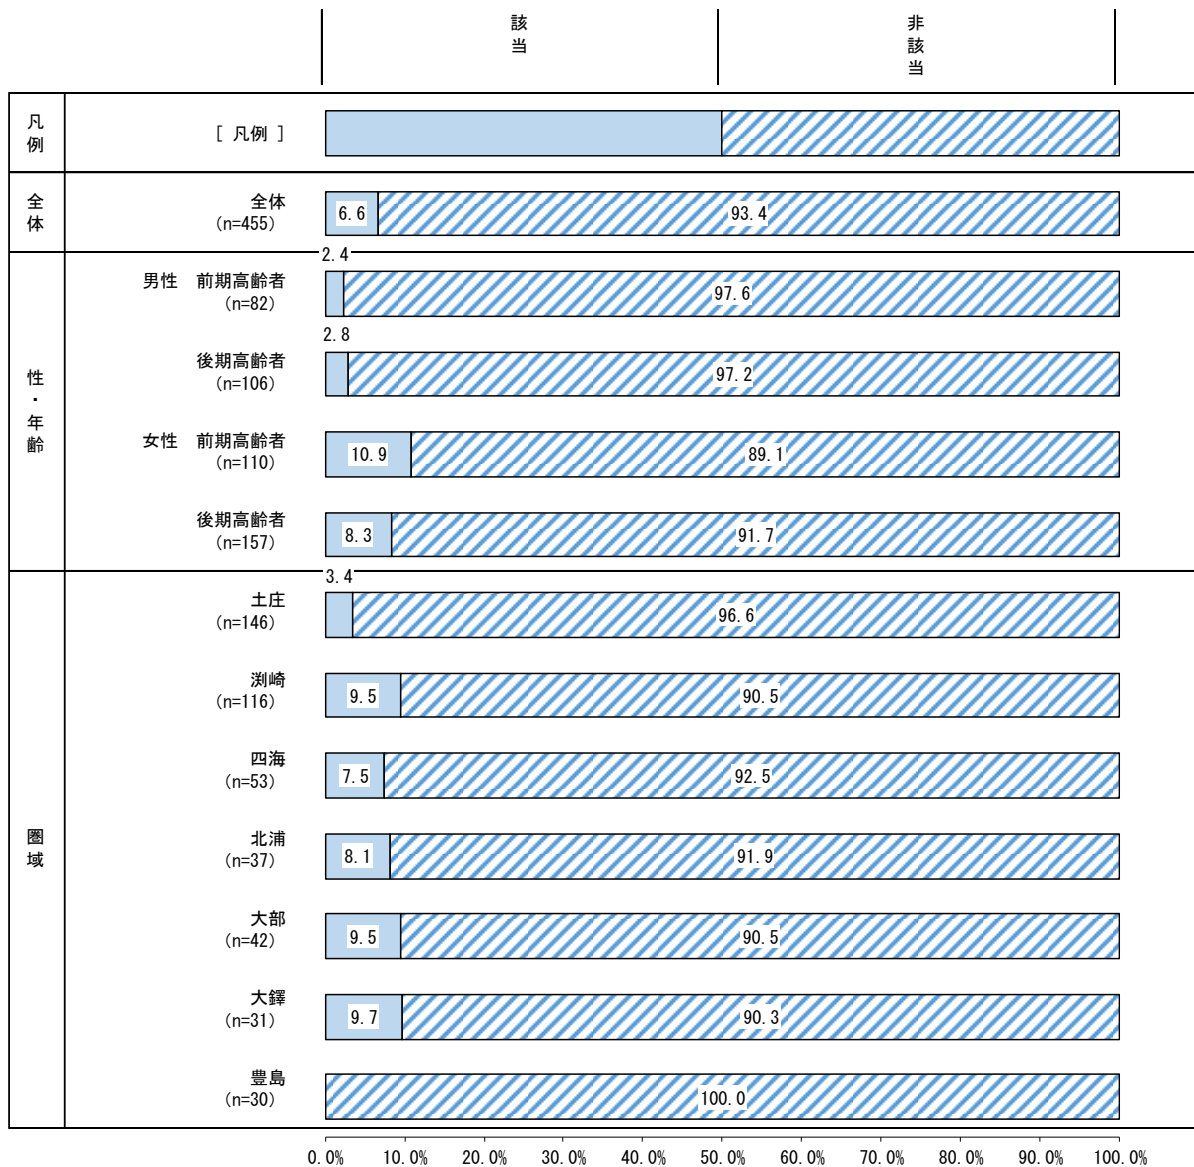 該当
非該当
凡例
[ 凡例 ]
全体
全体
(n=455)
6.6
93.4
性・年齢
男性　前期高齢者
(n=82)
2.4
97.6
後期高齢者
(n=106)
2.8
97.2
女性　前期高齢者
(n=110)
10.9
89.1
後期高齢者
(n=157)
8.3
91.7
圏域
土庄
(n=146)
3.4
96.6
渕崎
(n=116)
9.5
90.5
四海
(n=53)
7.5
92.5
北浦
(n=37)
8.1
91.9
大部
(n=42)
9.5
90.5
大鐸
(n=31)
9.7
90.3
豊島
(n=30)
100.0
0.0% 10.0% 20.0% 30.0% 40.0% 50.0% 60.0% 70.0% 80.0% 90.0% 100.0%